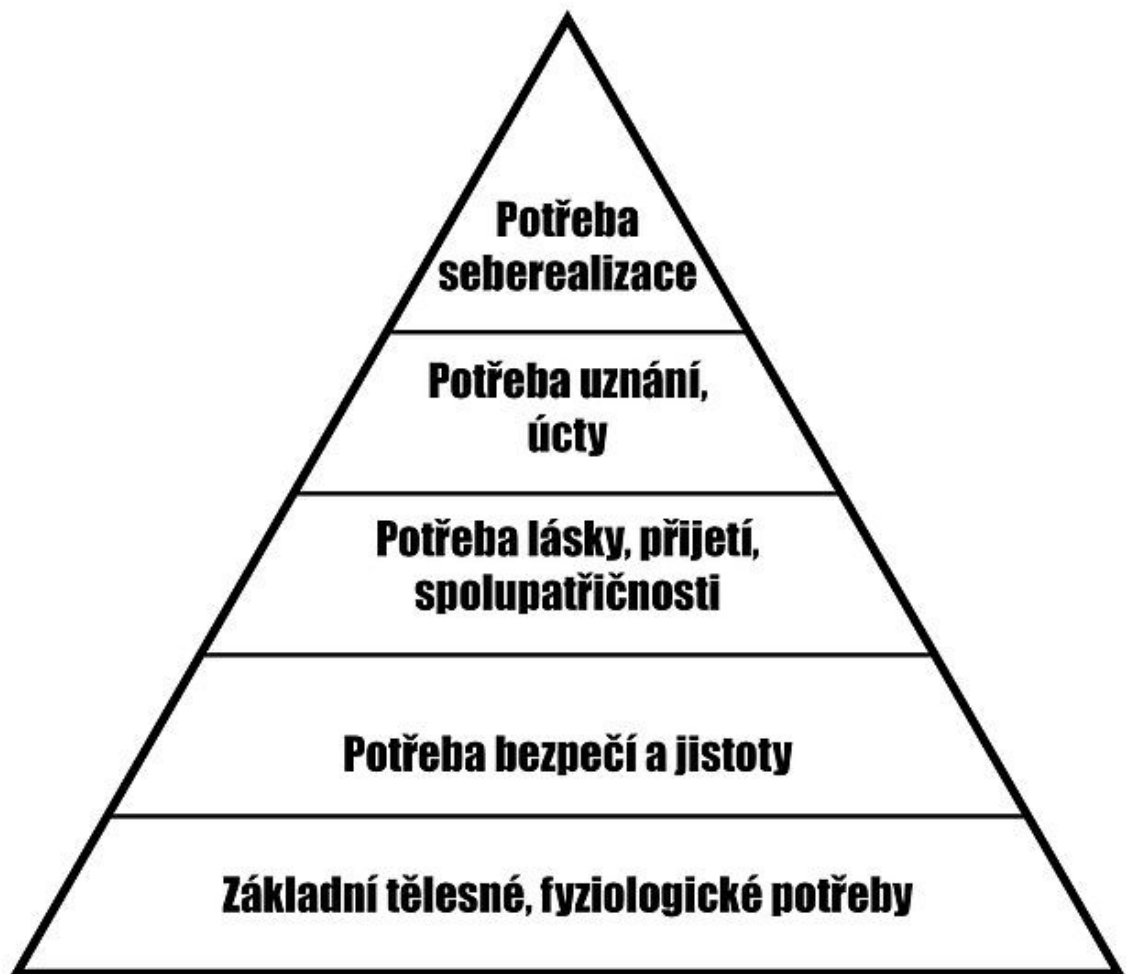 Potřeba
seberealizace
Potřeba uznání,
úcty
Potřeba lásky, přijetí,
spolupatřičnosti
Potřeba bezpečí a jistoty
Základní tělesné, fyziologické potřeby